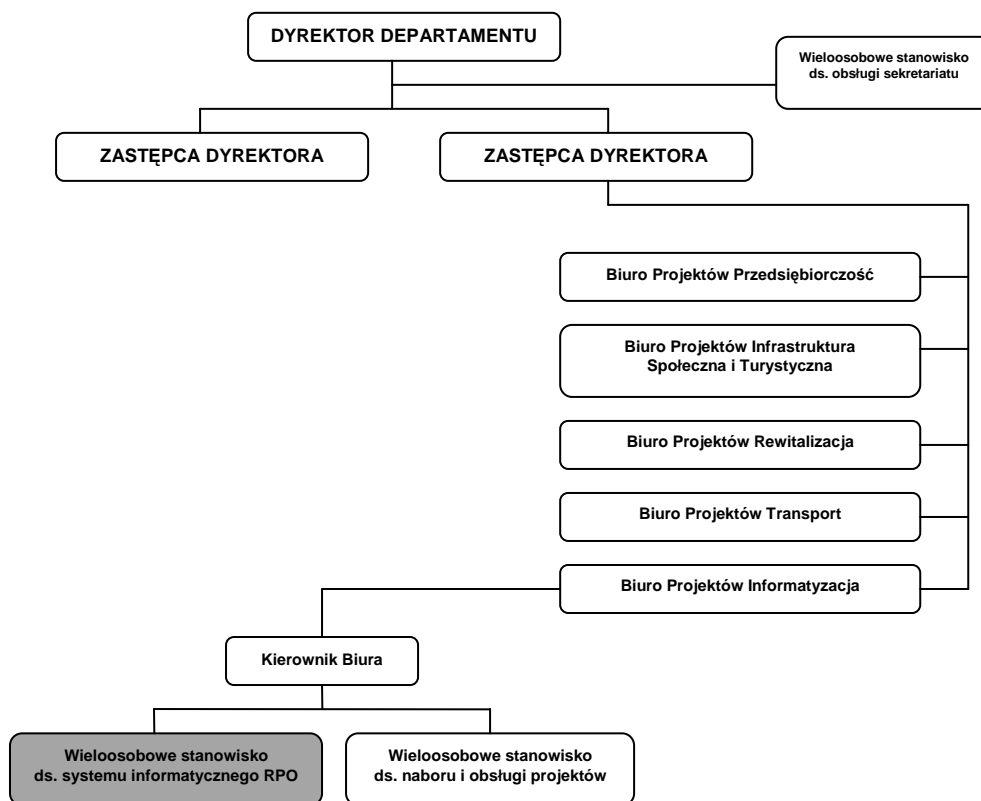 DYREKTOR DEPARTAMENTU
Wieloosobowe stanowisko
ds. obsługi sekretariatu
ZASTĘPCA DYREKTORA
ZASTĘPCA DYREKTORA
Biuro Projektów Przedsiębiorczość
Biuro Projektów Infrastruktura
Społeczna i Turystyczna
Biuro Projektów Rewitalizacja
Biuro Projektów Transport
Biuro Projektów Informatyzacja
Kierownik Biura
Wieloosobowe stanowisko
ds. systemu informatycznego RPO
Wieloosobowe stanowisko
ds. naboru i obsługi projektów